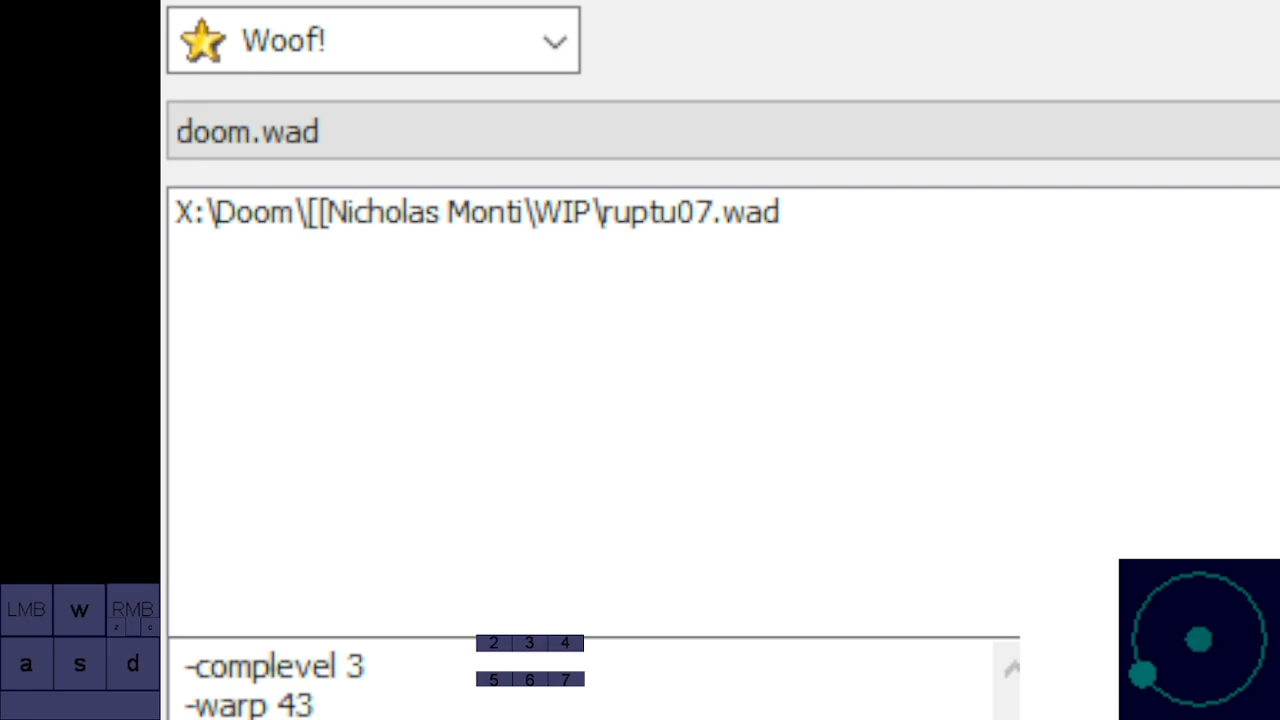 Woof!
doom.wad
X:\Doom\[[Nicholas Monti\WIP\ruptu07.wad
-complevel 3
-warp 43
LMB w RMB
z c
a s d
2 3 4
5 6 7